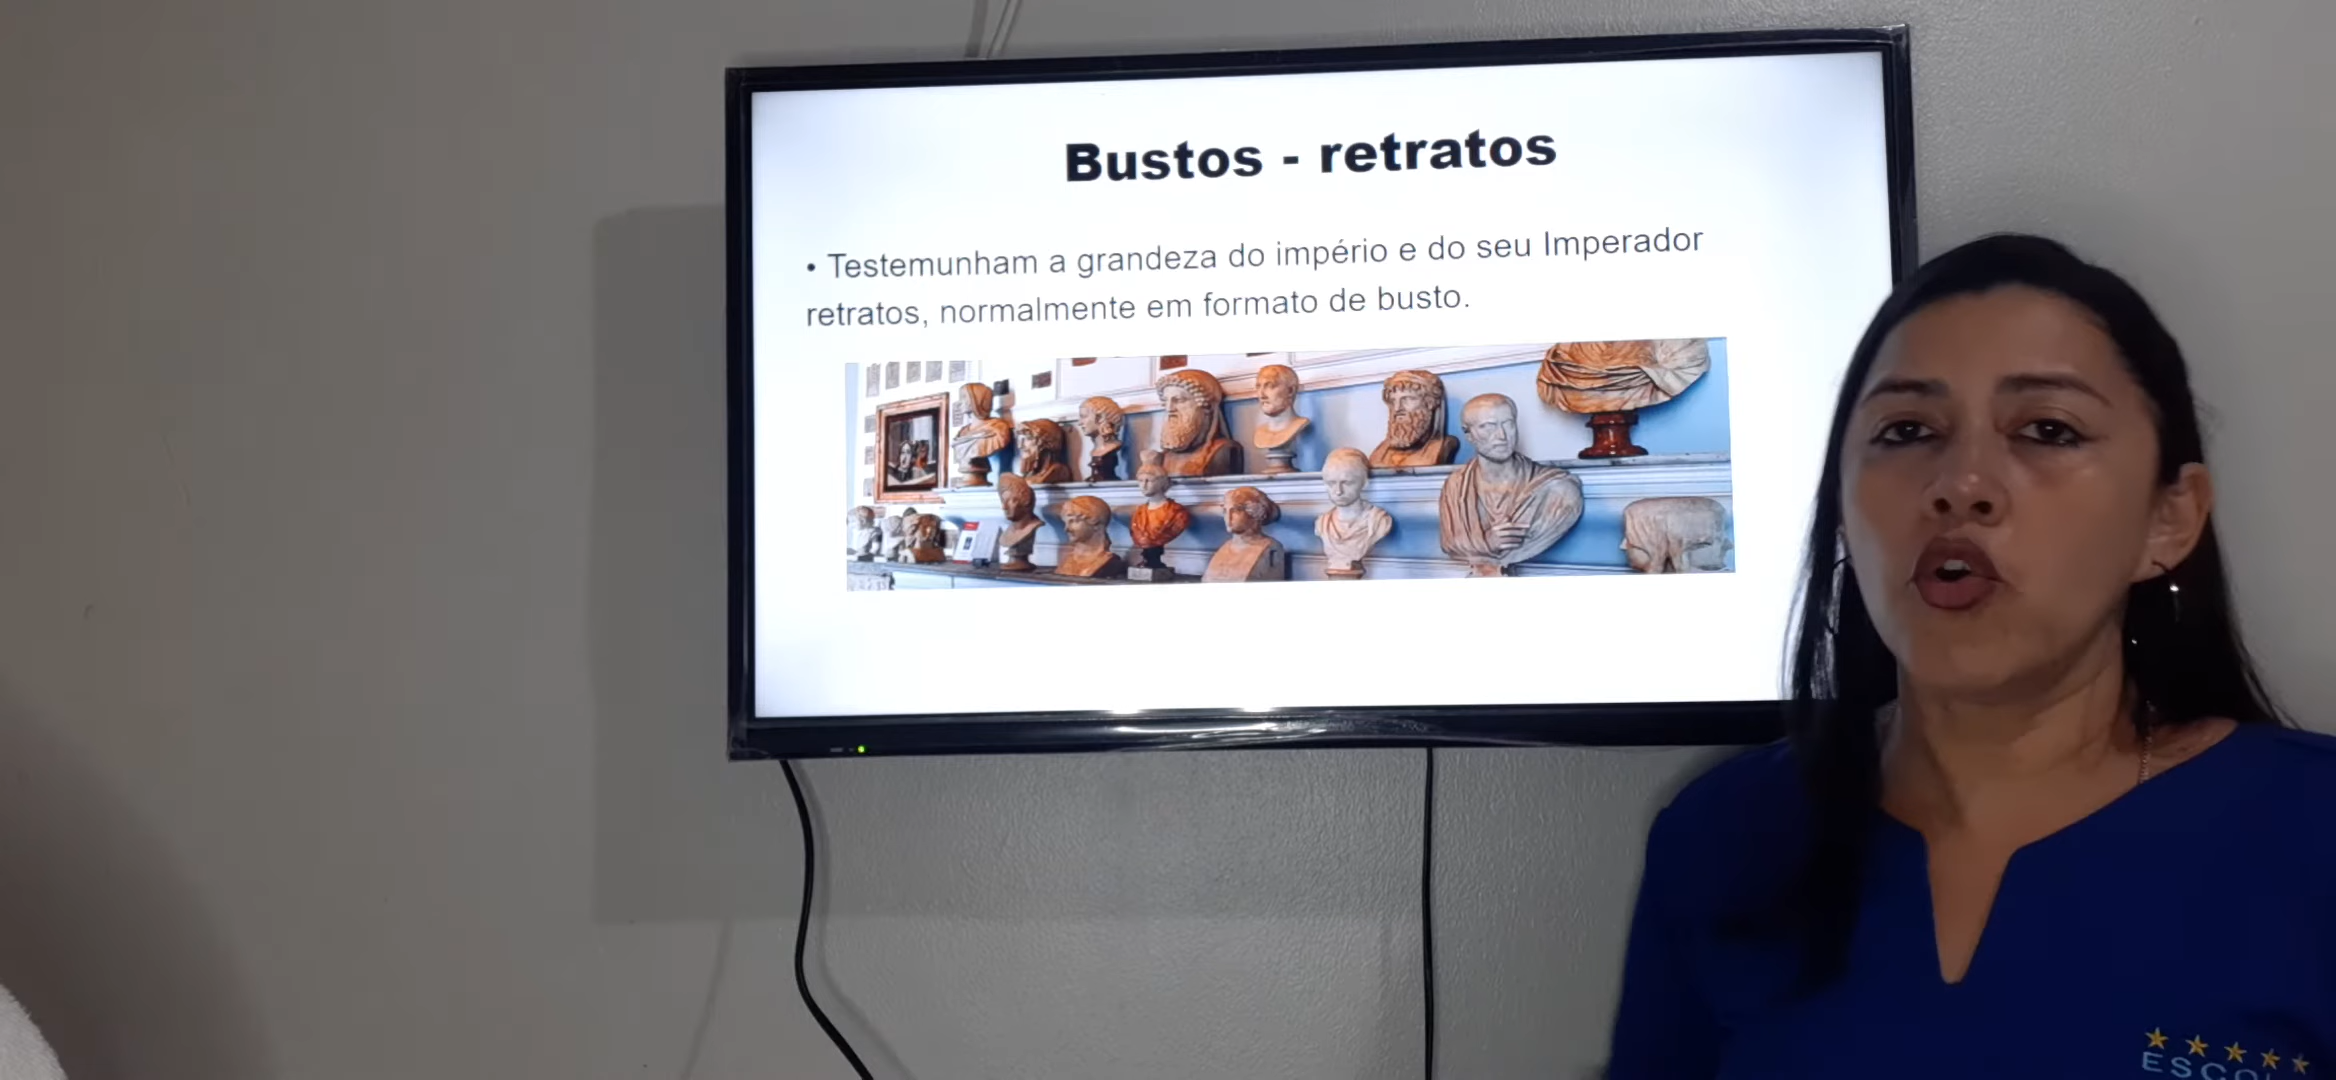 Bustos - retratos
• Testemunham a grandeza do império e do seu Imperador
retratos, normalmente em formato de busto.